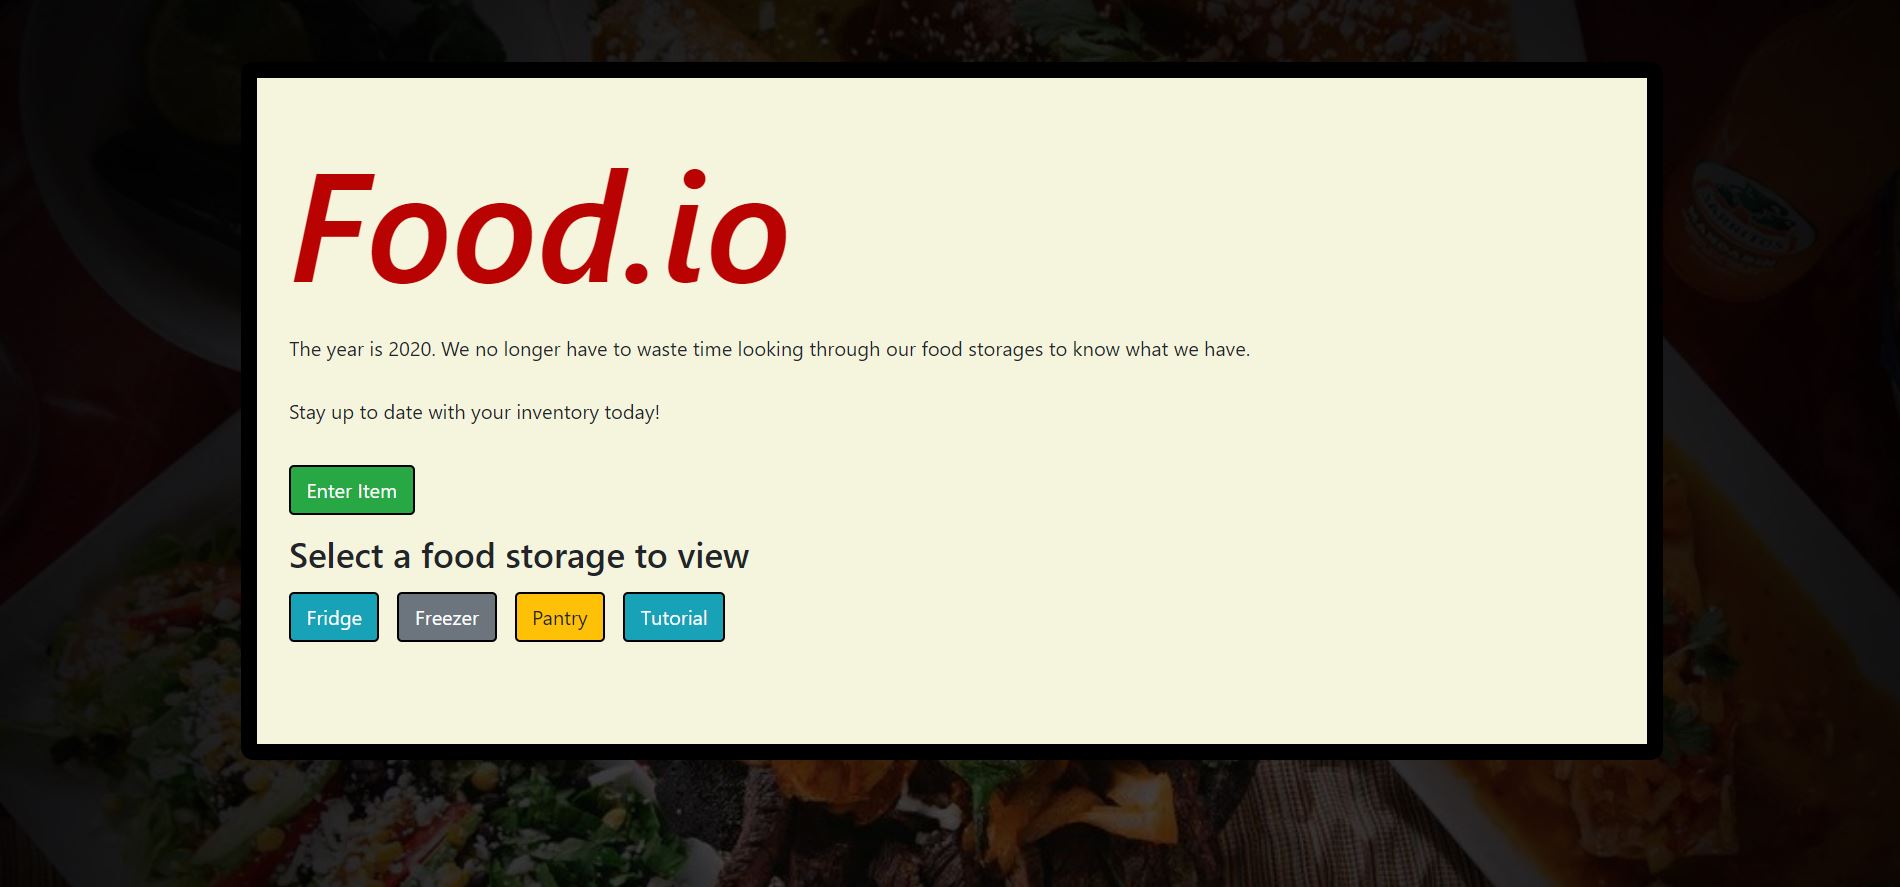 Food.io
The year is 2020. We no longer have to waste time looking through our food storages to know what we have.
Stay up to date with your inventory today!
Enter Item
Select a food storage to view
Fridge Freezer Pantry Tutorial
JARRITOS